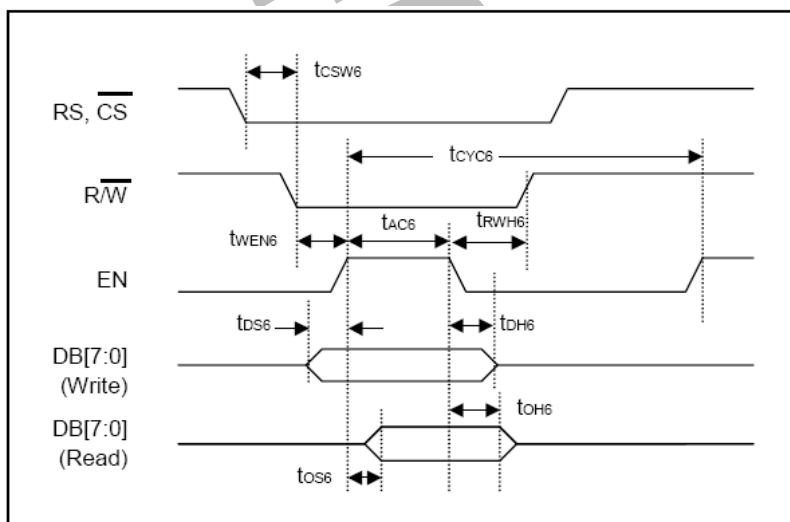 tCSW6
RS, CS
tCYC6
R/W
tAC6
tRWH6
tWEN6
EN
tDS6
tDH6
DB[7:0]
(Write)
tOH6
DB[7:0]
(Read)
tOS6